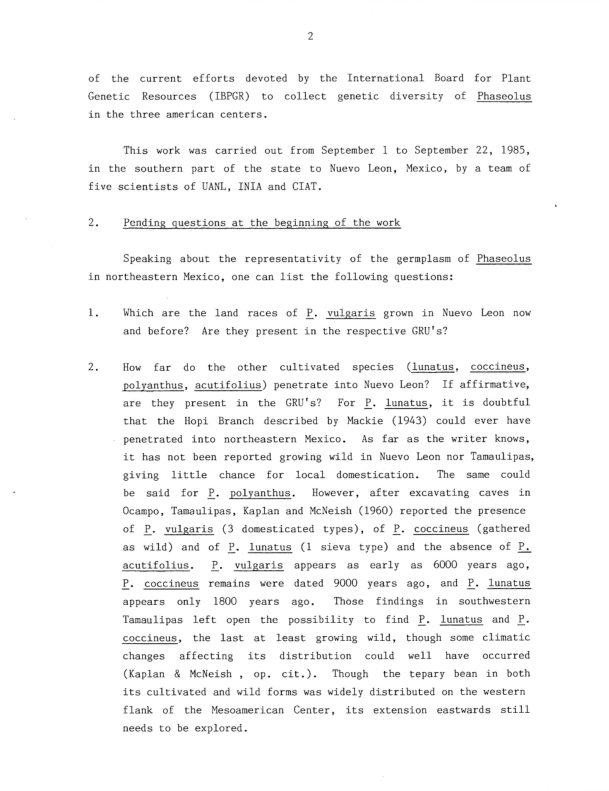 2
of the current efforts devoted by the International Board for Plant
Genetic Resources (IBPGR) to collect genetic diversity of Phaseolus
in the three american centers.
This work was carried out from September 1 to September 22, 1985,
in the southern part of the state to Nuevo Leon, Mexico, by a team of
five scientists of UANL, INIA and CIAT.
2. Pending questions at the beginning of the work
Speaking about the representativity of the germplasm of Phaseolus
in northeastern Mexico, one can list the following questions:
1. Which are the land races of P. vulgaris grown in Nuevo Leon now
and before? Are they present in the respective GRU's?
2. How far do the other cultivated species (lunatus, coccineus,
polyanthus, acutifolius) penetrate into Nuevo Leon? If affirmative,
are they present in the GRU's? For P. lunatus, it is doubtful
that the Hopi Branch described by Mackie (1943) could ever have
penetrated into northeastern Mexico. As far as the writer knows,
it has not been reported growing wild in Nuevo Leon nor Tamaulipas,
giving little chance for local domestication. The same could
be said for P. polyanthus. However, after excavating caves in
Ocampo, Tamaulipas, Kaplan and McNeish (1960) reported the presence
of P. vulgaris (3 domesticated types), of P. coccineus (gathered
as wild) and of P. lunatus (1 sieva type) and the absence of P.
acutifolius. P. vulgaris appears as early as 6000 years ago,
P. coccineus remains were dated 9000 years ago, and P. lunatus
appears only 1800 years ago. Those findings in southwestern
Tamaulipas left open the possibility to find P. lunatus and P.
coccineus, the last at least growing wild, though some climatic
changes affecting its distribution could well have occurred
(Kaplan & McNeish , op. cit.). Though the tepary bean in both
its cultivated and wild forms was widely distributed on the western
flank of the Mesoamerican Center, its extension eastwards still
needs to be explored.